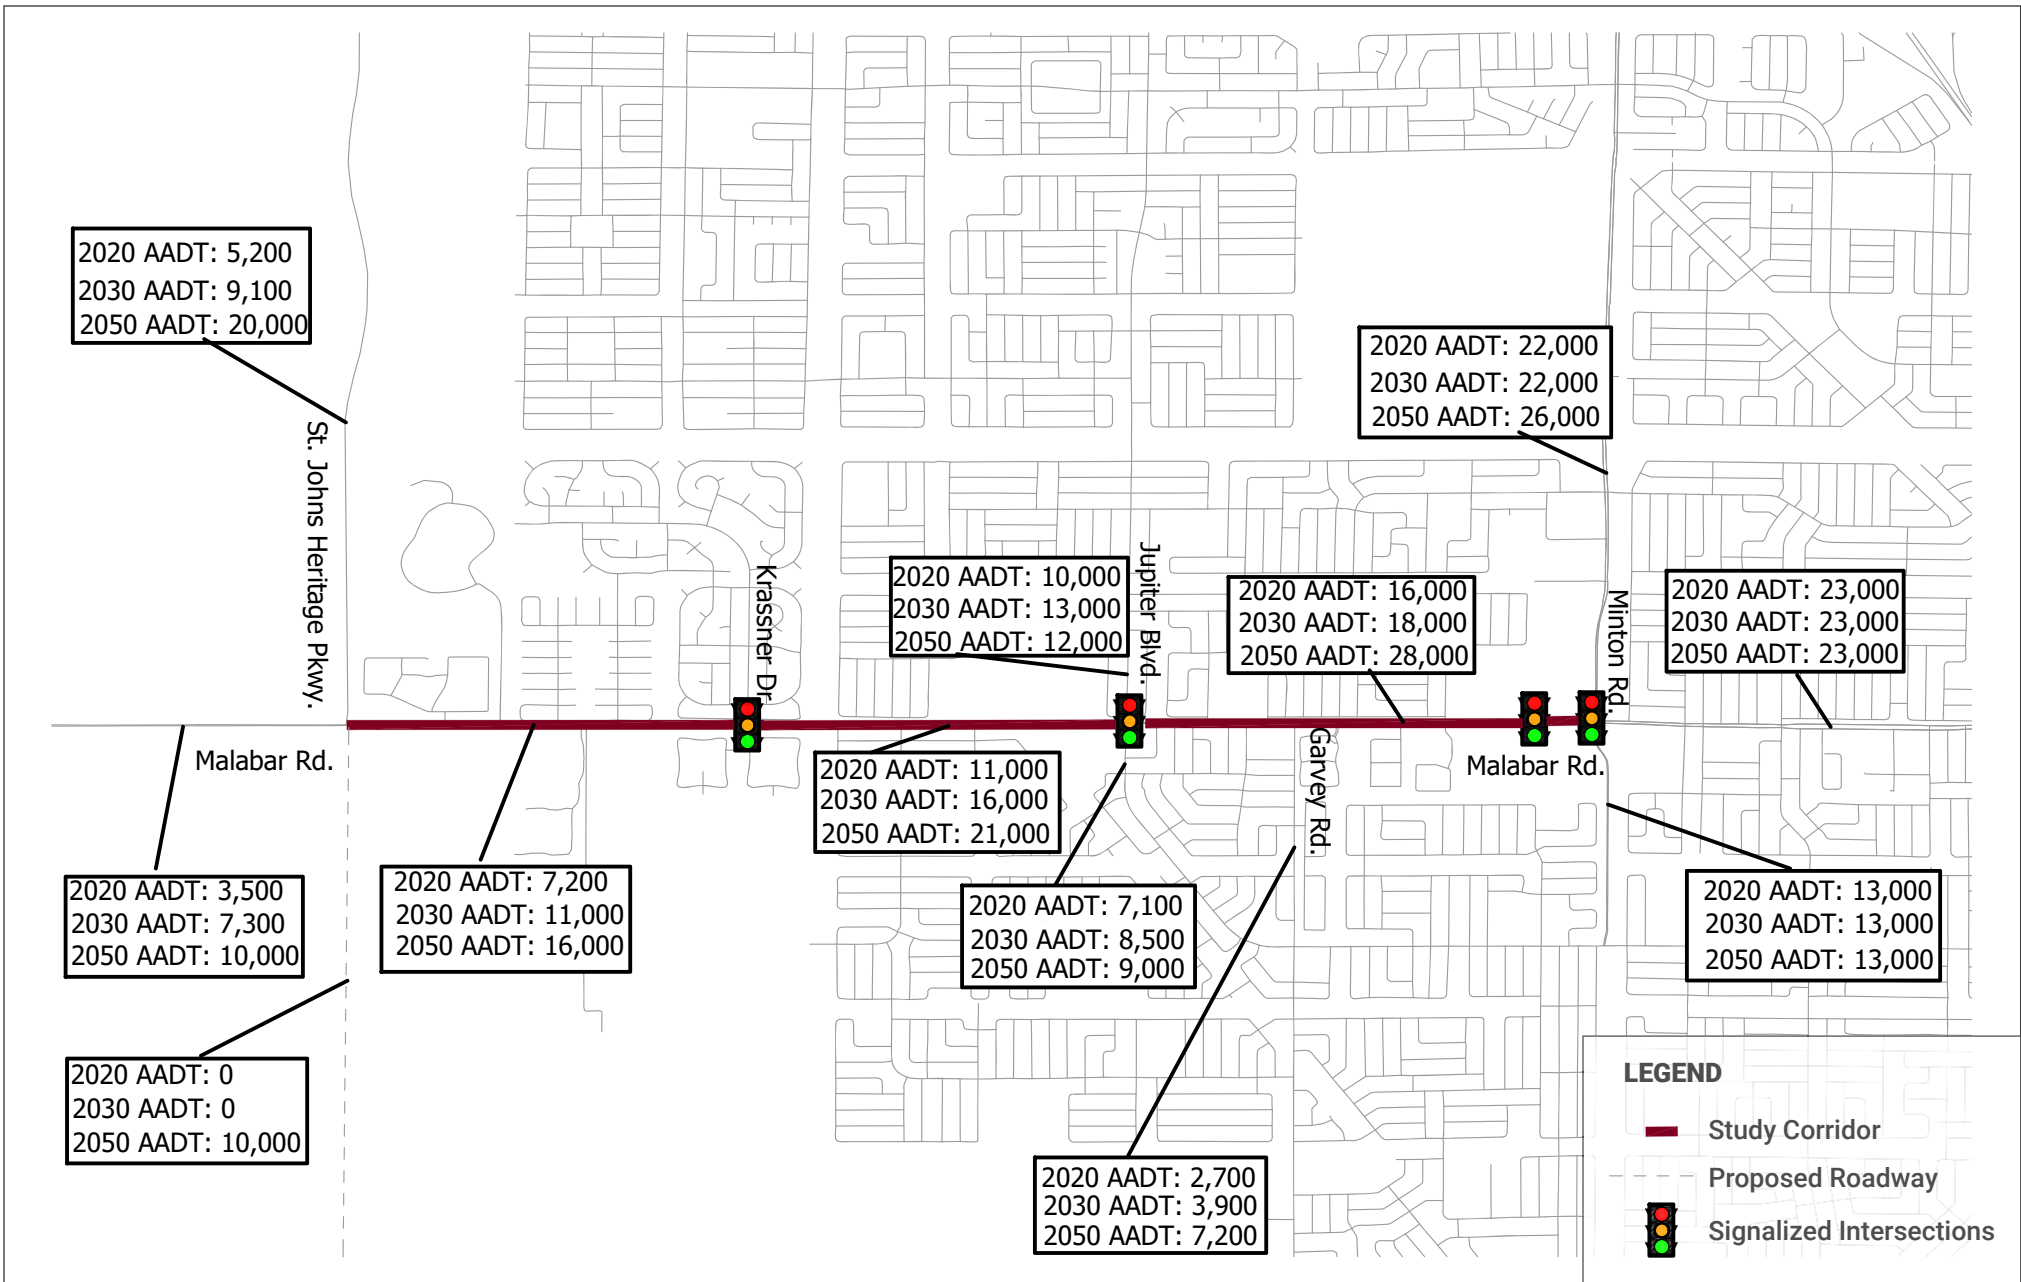 2020 AADT: 5,200
2030 AADT: 9,100
2050 AADT: 20,000
2020 AADT: 22,000
2030 AADT: 22,000
2050 AADT: 26,000
St. Johns Heritage Pkwy.
Krassner Dr
2020 AADT: 10,000
2030 AADT: 13,000
2050 AADT: 12,000
Jupiter Blvd.
2020 AADT: 16,000
2030 AADT: 18,000
2050 AADT: 28,000
Minton Rd.
2020 AADT: 23,000
2030 AADT: 23,000
2050 AADT: 23,000
Malabar Rd.
2020 AADT: 11,000
2030 AADT: 16,000
2050 AADT: 21,000
Garvey Rd.
Malabar Rd.
2020 AADT: 3,500
2030 AADT: 7,300
2050 AADT: 10,000
2020 AADT: 7,200
2030 AADT: 11,000
2050 AADT: 16,000
2020 AADT: 7,100
2030 AADT: 8,500
2050 AADT: 9,000
2020 AADT: 13,000
2030 AADT: 13,000
2050 AADT: 13,000
2020 AADT: 0
2030 AADT: 0
2050 AADT: 10,000
2020 AADT: 2,700
2030 AADT: 3,900
2050 AADT: 7,200
LEGEND
Study Corridor
Proposed Roadway
Signalized Intersections